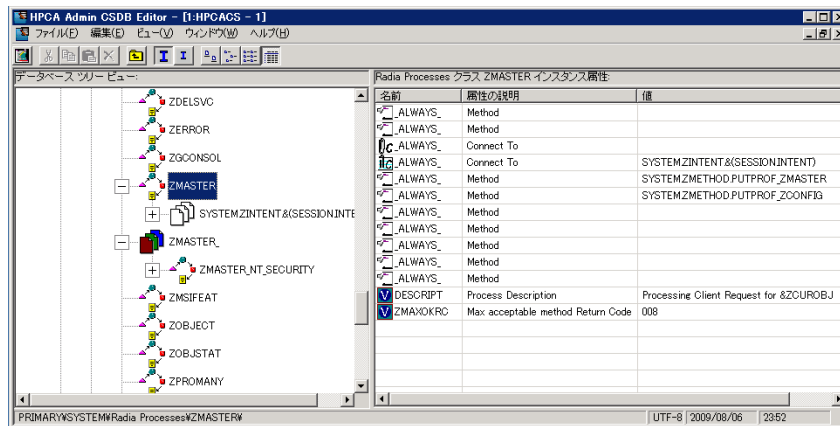 HPCA Admin CSDB Editor - [1:HPCACS - 1]
ファイル(F) 編集(E) ビュー(V) ウィンドウ(W) ヘルプ(H)
データベース ツリー ビュー:
ZDELSVC
ZERROR
ZGCONSOL
ZMASTER
SYSTEM.ZINTENT.&(SESSION.INTE
ZMASTER_
ZMASTER_NT_SECURITY
ZMSIFEAT
ZOBJECT
ZOBJSTAT
ZPROMANY
Radia Processes クラス ZMASTER インスタンス属性:
名前 属性の説明 値
_ALWAYS_ Method
_ALWAYS_ Method
_ALWAYS_ Connect To
_ALWAYS_ Connect To SYSTEM.ZINTENT.&(SESSION.INTENT)
_ALWAYS_ Method SYSTEM.ZMETHOD.PUTPROF_ZMASTER
_ALWAYS_ Method SYSTEM.ZMETHOD.PUTPROF_ZCONFIG
_ALWAYS_ Method
_ALWAYS_ Method
_ALWAYS_ Method
_ALWAYS_ Method
DESCRIPT Process Description Processing Client Request for &ZCUROBJ
ZMAXOKRC Max acceptable method Return Code 008
PRIMARY¥SYSTEM¥Radia Processes¥ZMASTER¥
UTF-8 2009/08/06 23:52